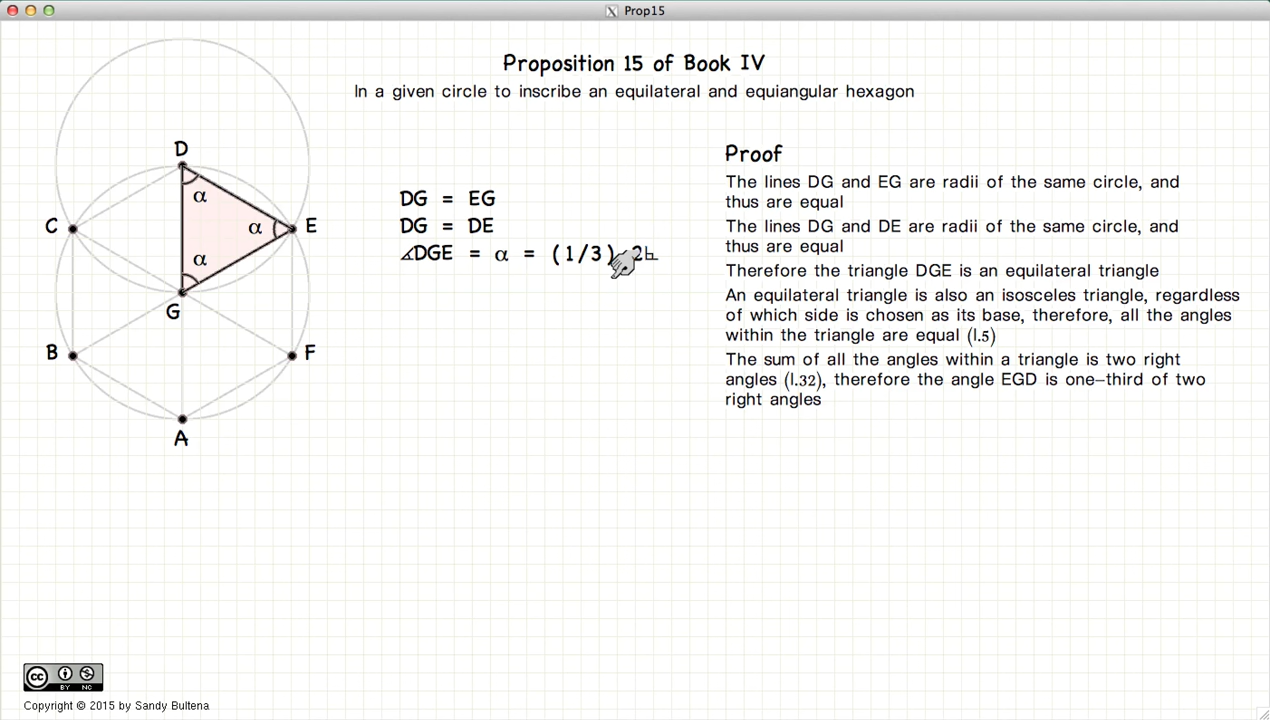 Prop15
Proposition 15 of Book IV
In a given circle to inscribe an equilateral and equiangular hexagon
D
α
C
α
E
α
G
B
F
A
DG = EG
DG = DE
∡DGE = α = (1/3) 2⊾
Proof
The lines DG and EG are radii of the same circle, and
thus are equal
The lines DG and DE are radii of the same circle, and
thus are equal
Therefore the triangle DGE is an equilateral triangle
An equilateral triangle is also an isosceles triangle, regardless
of which side is chosen as its base, therefore, all the angles
within the triangle are equal (I.5)
The sum of all the angles within a triangle is two right
angles (I.32), therefore the angle EGD is one-third of two
right angles
cc
BY NC
Copyright © 2015 by Sandy Bultena